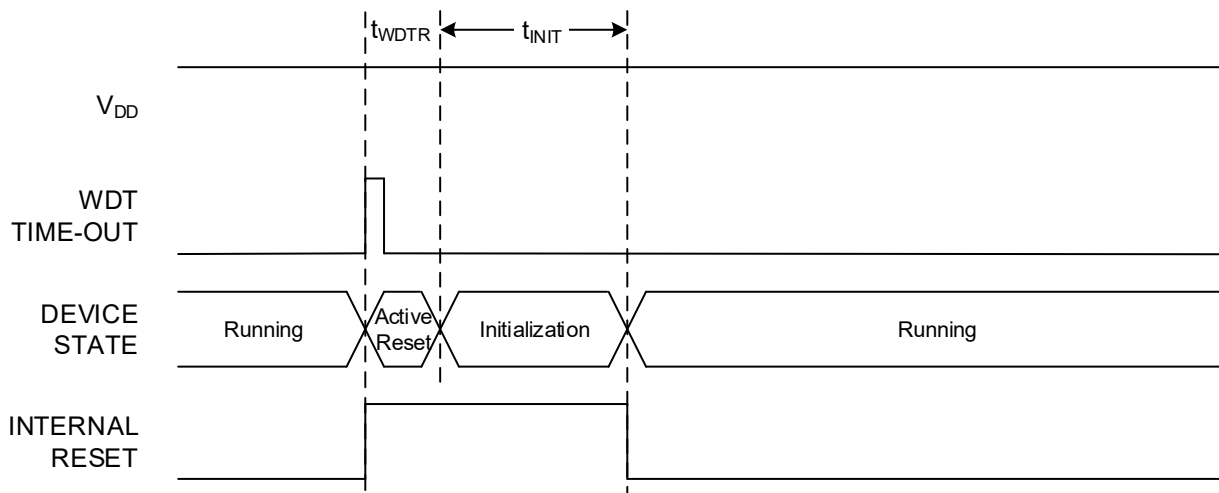 tWDTR
tINIT
VDD
WDT
TIME-OUT
DEVICE
STATE
Running
Active
Reset
Initialization
Running
INTERNAL
RESET